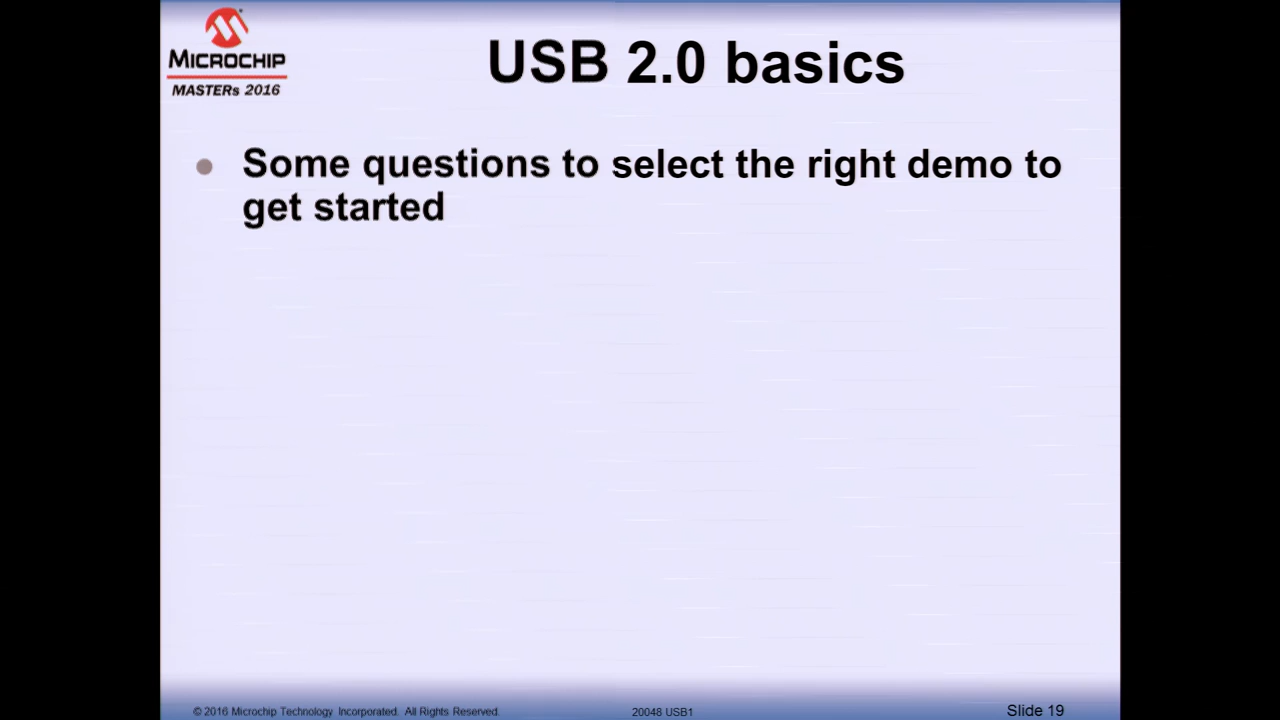 MICROCHIP
MASTERs 2016
USB 2.0 basics
Some questions to select the right demo to
get started
© 2016 Microchip Technology Incorporated. All Rights Reserved.
20048 USB1
Slide 19